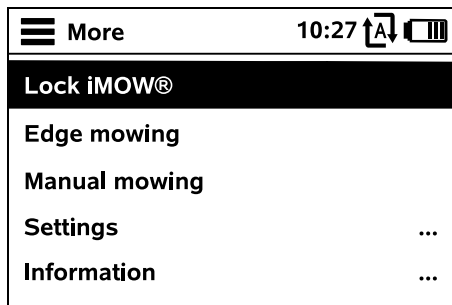 More 10:27 A
Lock iMOW®
Edge mowing
Manual mowing
Settings ...
Information ...